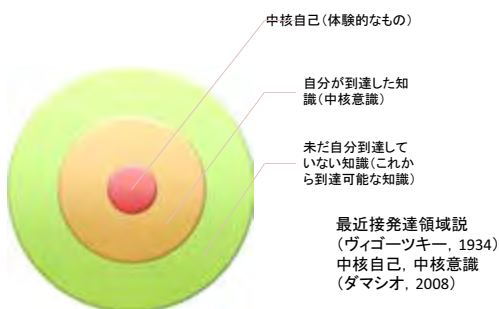 中核自己(体験的なもの)
自分が到達した知
識(中核意識)
未だ自分到達して
いない知識(これか
ら到達可能な知識)
最近接発達領域説
(ヴィゴーツキー, 1934)
中核自己, 中核意識
(ダマシオ, 2008)